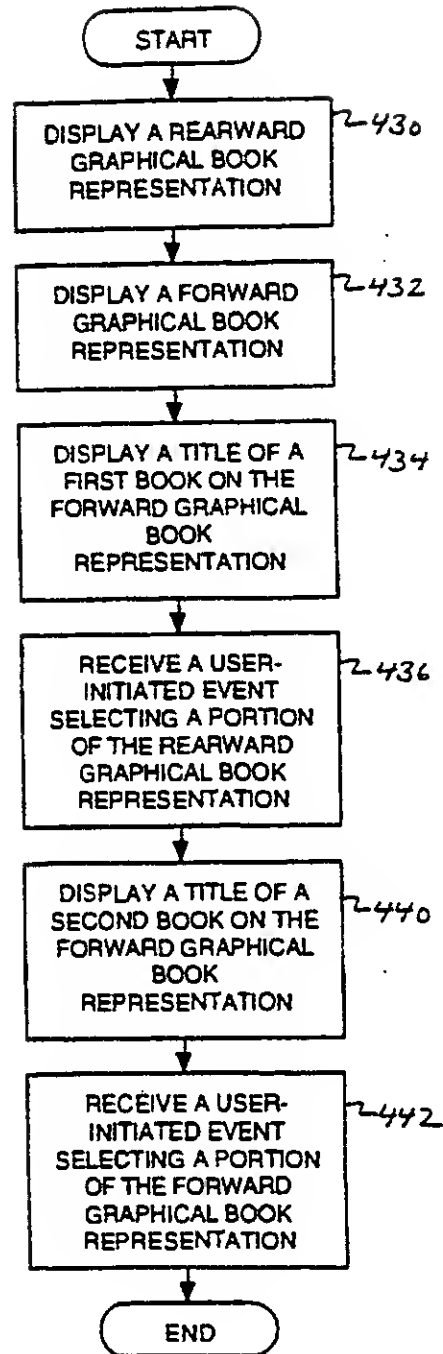 START
DISPLAY A REARWARD
GRAPHICAL BOOK
REPRESENTATION
430
DISPLAY A FORWARD
GRAPHICAL BOOK
REPRESENTATION
432
DISPLAY A TITLE OF A
FIRST BOOK ON THE
FORWARD GRAPHICAL
BOOK
REPRESENTATION
434
RECEIVE A USER-
INITIATED EVENT
SELECTING A PORTION
OF THE REARWARD
GRAPHICAL BOOK
REPRESENTATION
436
DISPLAY A TITLE OF A
SECOND BOOK ON THE
FORWARD GRAPHICAL
BOOK
REPRESENTATION
440
RECEIVE A USER-
INITIATED EVENT
SELECTING A PORTION
OF THE FORWARD
GRAPHICAL BOOK
REPRESENTATION
442
END